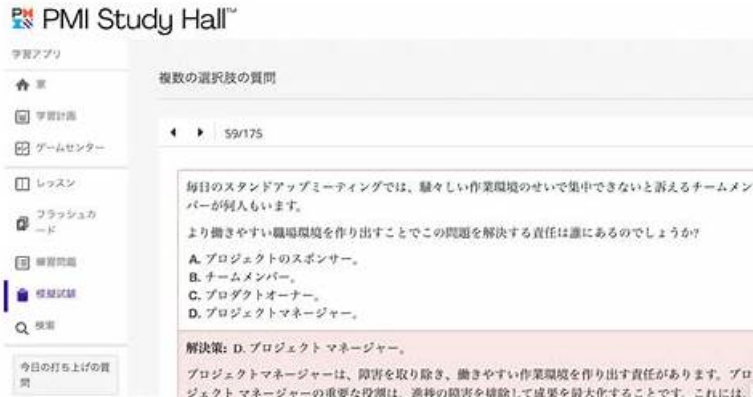 PMI Study Hall™
学習アプリ
家
学習計画
ゲームセンター
レッスン
フラッシュカ
ード
練習問題
模擬試験
検索
今日の打ち上げの質
問
複数の選択肢の質問
59/175
毎日のスタンドアップミーティングでは、騒々しい作業環境のせいで集中できないと訴えるチームメン
バーが何人もいます。
より働きやすい職場環境を作り出すことでこの問題を解決する責任は誰にあるのでしょうか?
A. プロジェクトのスポンサー。
B. チームメンバー。
C. プロダクトオーナー。
D. プロジェクトマネージャー。
解決策: D. プロジェクト マネージャー。
プロジェクトマネージャーは、障害を取り除き、働きやすい作業環境を作り出す責任があります。プロ
ジェクト マネージャーの重要な役割は、進捗の障害を排除して成果を最大化することです。これには、